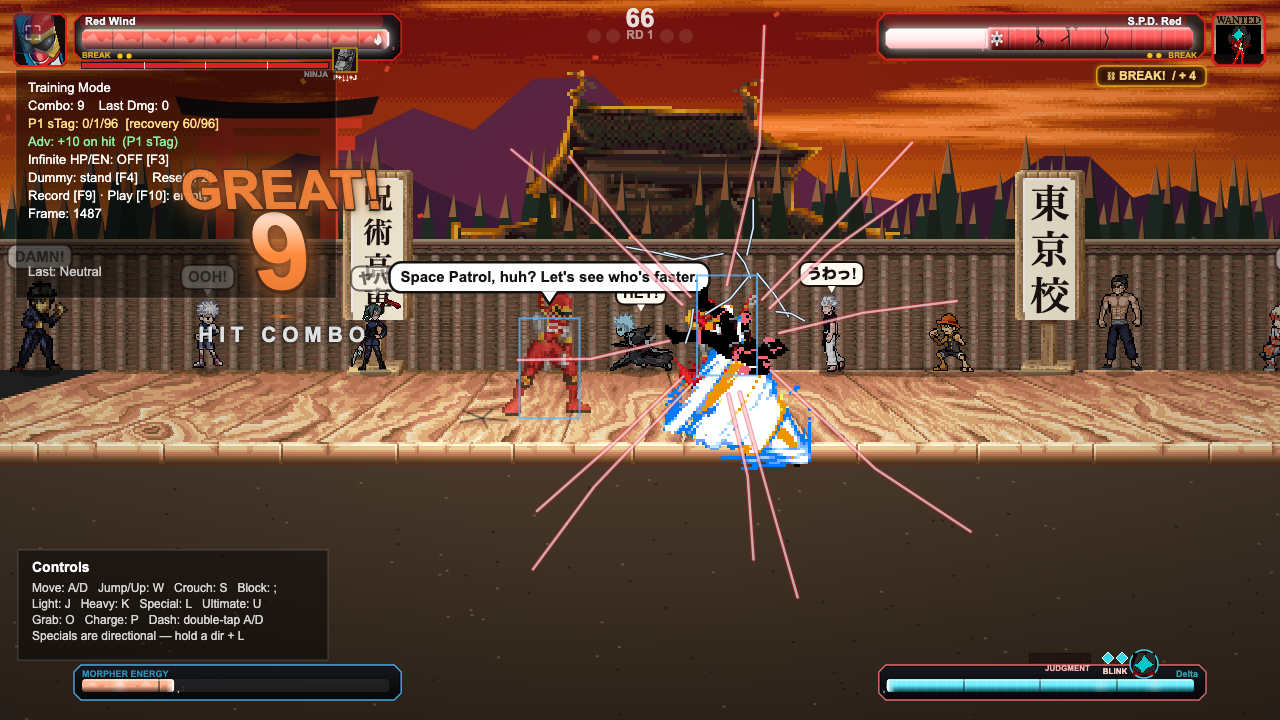 Red Wind
66
RD 1
S.P.D. Red
WANTED
BREAK
NINJA
P+↓↓+J
BREAK
BREAK! / + 4
Training Mode
Combo: 9 Last Dmg: 0
P1 sTag: 0/1/96 [recovery 60/96]
Adv: +10 on hit (P1 sTag)
Infinite HP/EN: OFF [F3]
Dummy: stand [F4]
Record [F9] · Play [F10]:
Frame: 1487
Last: Neutral
GREAT!
9
HIT COMBO
DAMN!
OOH!
Space Patrol, huh? Let's see who's faster.
HEY!
うわっ!
術
東
京
校
Controls
Move: A/D Jump/Up: W Crouch: S Block: ;
Light: J Heavy: K Special: L Ultimate: U
Grab: O Charge: P Dash: double-tap A/D
Specials are directional — hold a dir + L
MORPHER ENERGY
JUDGMENT
BLINK
Delta